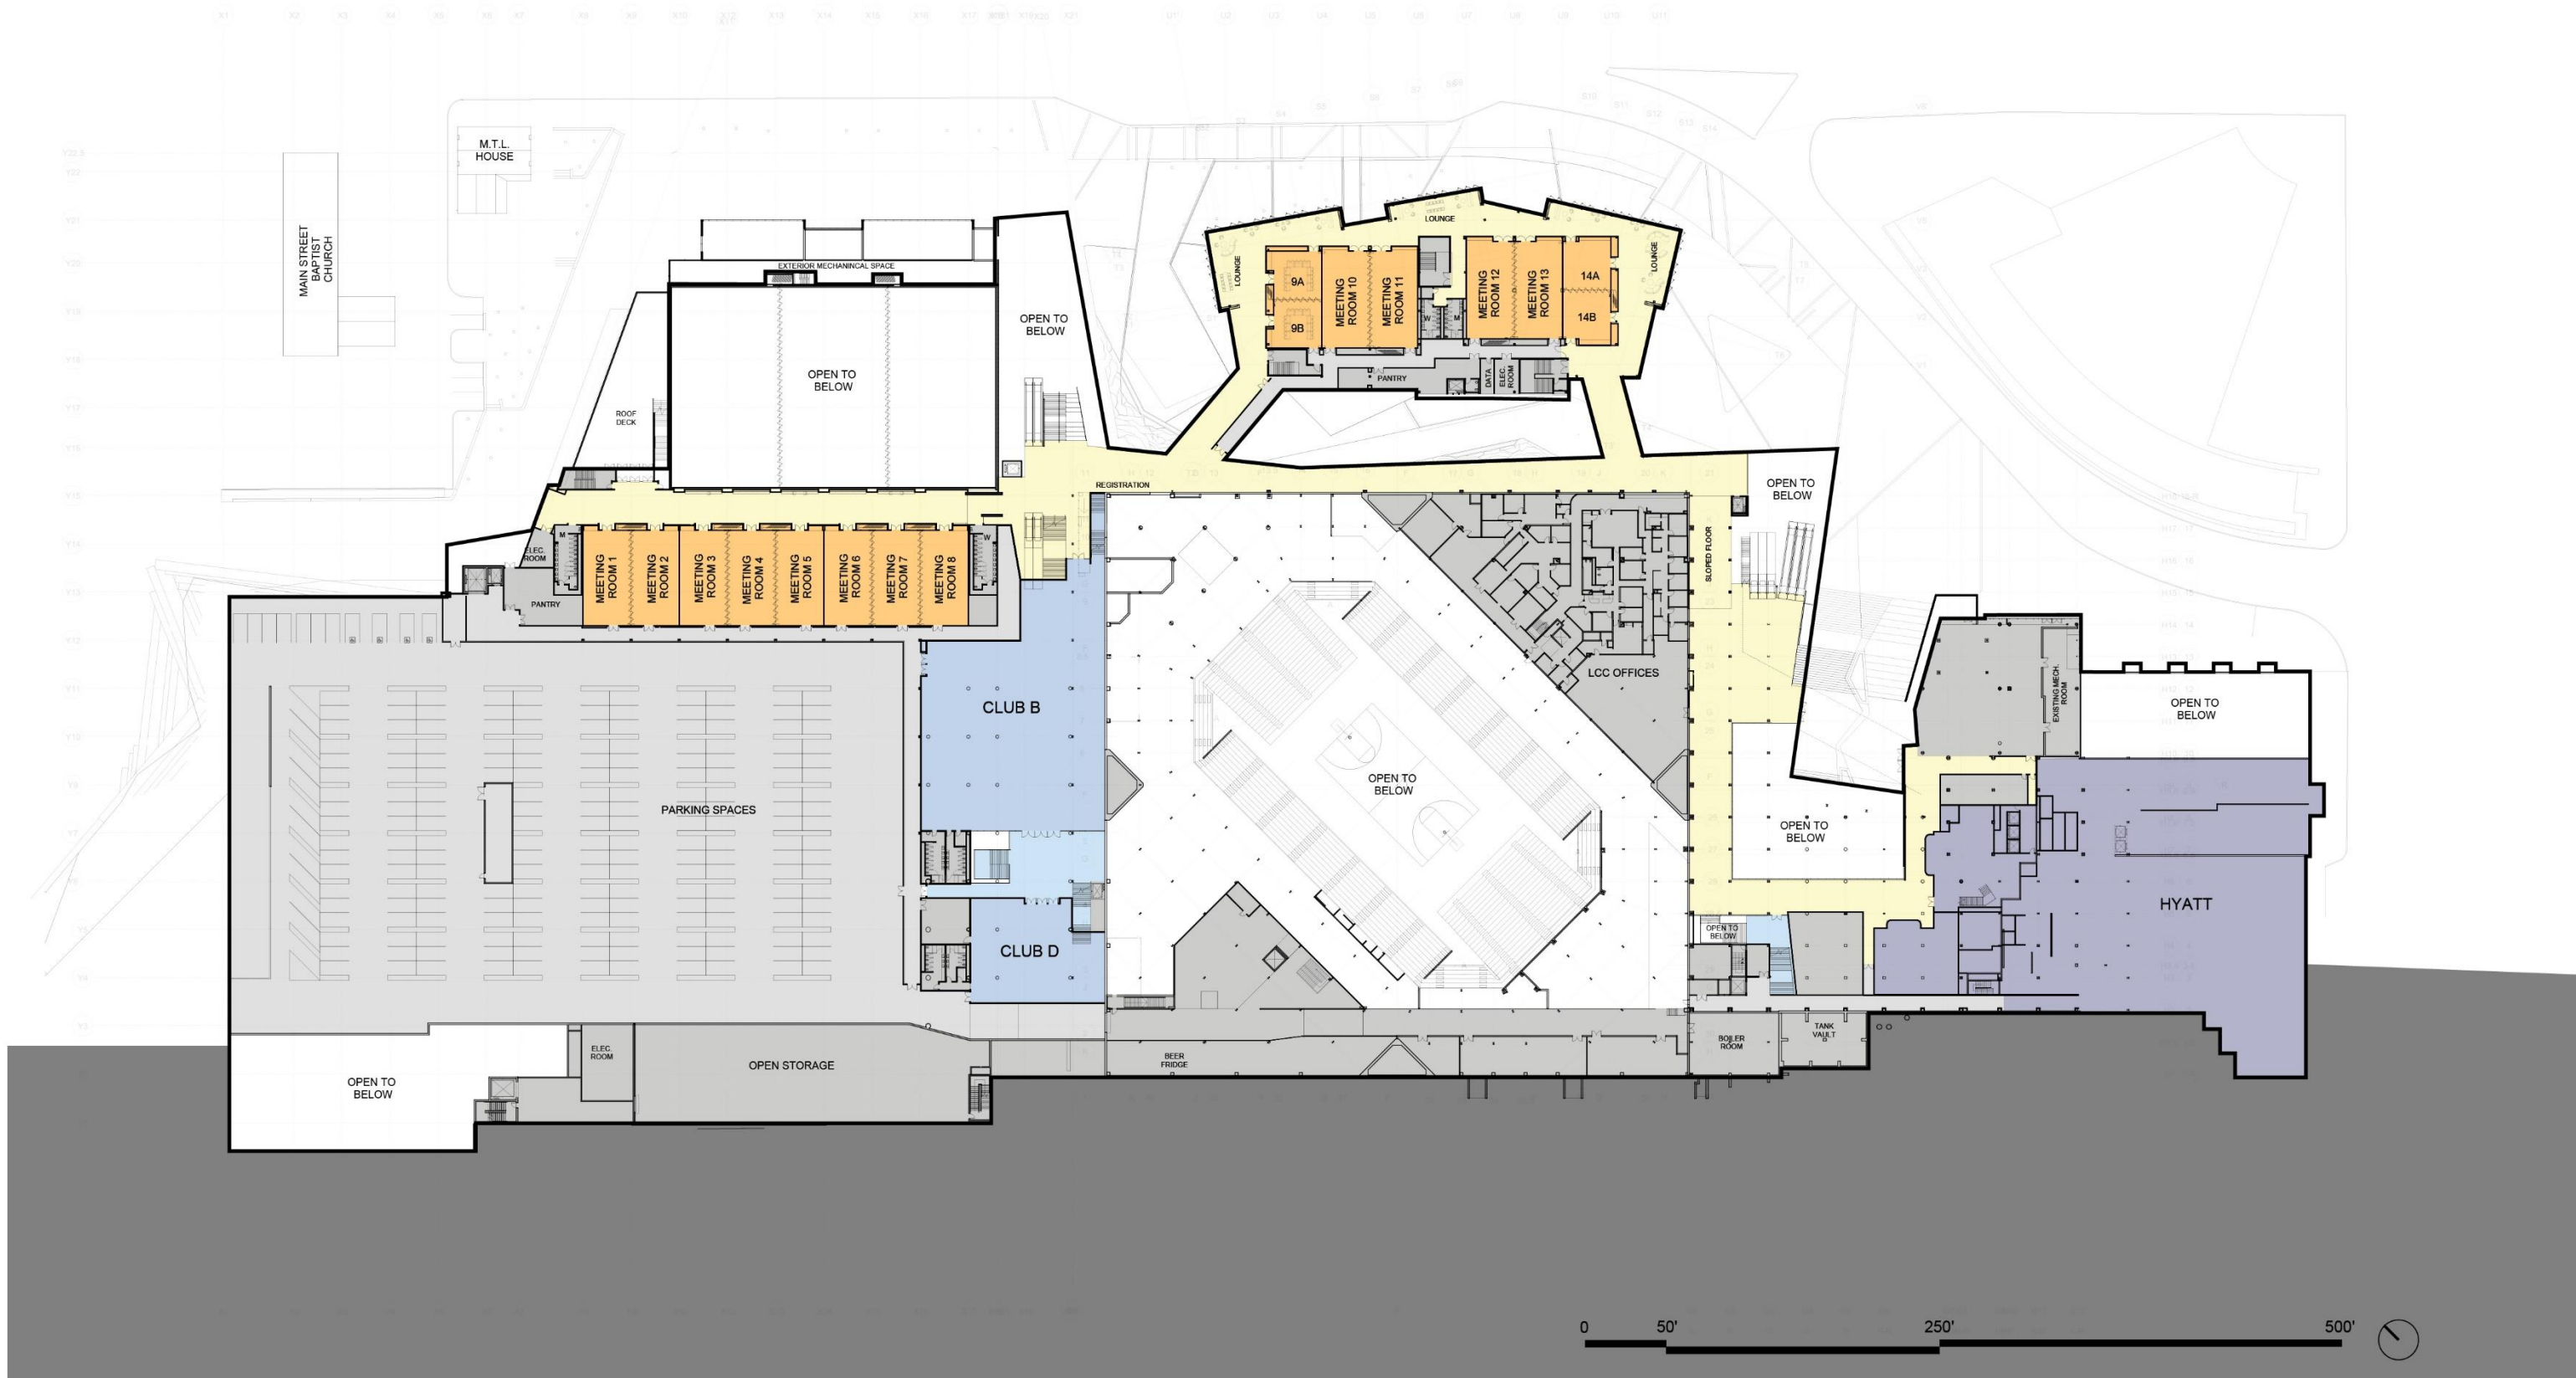 M.T.L.
HOUSE
MAIN STREET
BAPTIST
CHURCH
EXTERIOR MECHANINCAL SPACE
OPEN TO
BELOW
OPEN TO
BELOW
ROOF
DECK
LOUNGE
LOUNGE
LOUNGE
9A
9B
MEETING
ROOM 10
MEETING
ROOM 11
MEETING
ROOM 12
MEETING
ROOM 13
14A
14B
W
M
PANTRY
DATA
ELEC.
ROOM
REGISTRATION
OPEN TO
BELOW
SLOPED FLOOR
M
ELEC.
ROOM
PANTRY
MEETING
ROOM 1
MEETING
ROOM 2
MEETING
ROOM 3
MEETING
ROOM 4
MEETING
ROOM 5
MEETING
ROOM 6
MEETING
ROOM 7
MEETING
ROOM 8
W
LCC OFFICES
CLUB B
EXISTING MECH.
ROOM
OPEN TO
BELOW
OPEN TO
BELOW
PARKING SPACES
OPEN TO
BELOW
HYATT
CLUB D
OPEN TO
BELOW
BOILER
ROOM
TANK
VAULT
ELEC.
ROOM
OPEN STORAGE
BEER
FRIDGE
OPEN TO
BELOW
0 50' 250' 500'